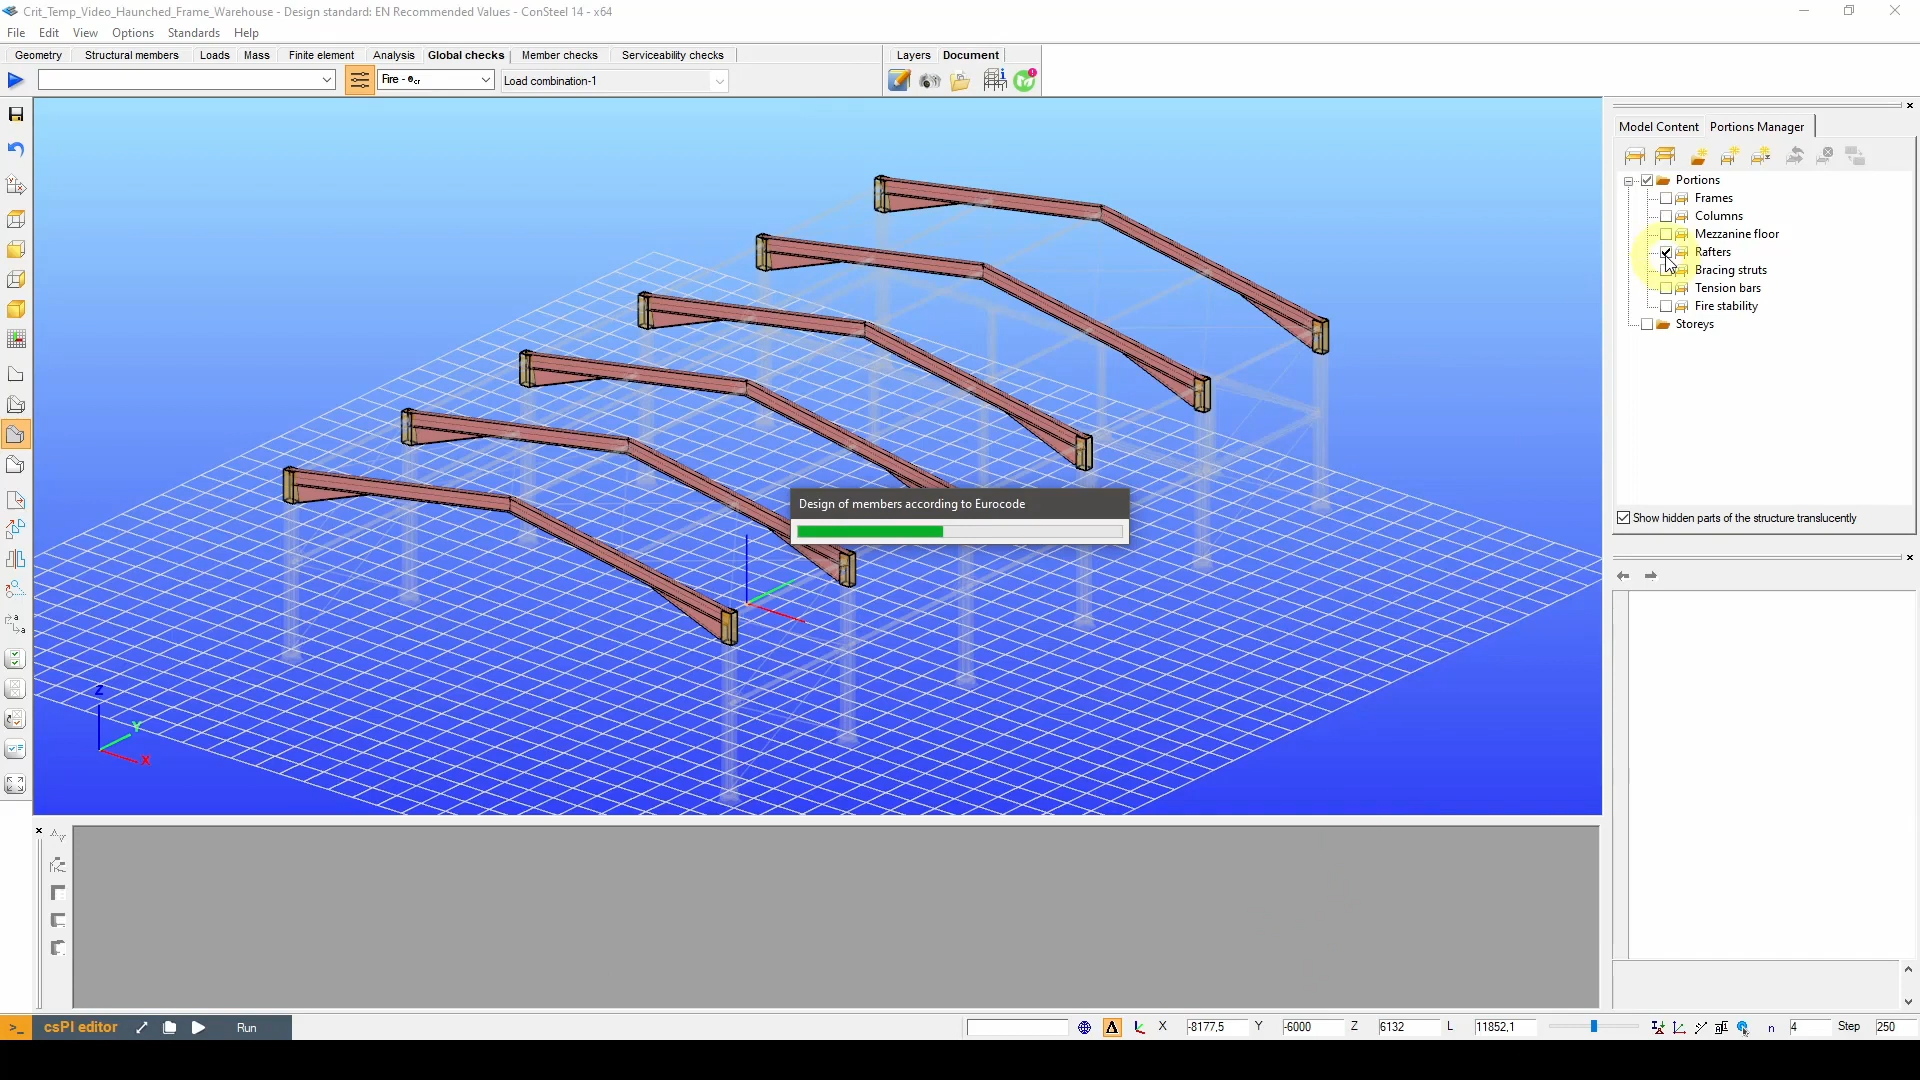 Crit_Temp_Video_Haunched_Frame_Warehouse - Design standard: EN Recommended Values - ConSteel 14 - x64
File Edit View Options Standards Help
Geometry Structural members Loads Mass Finite element Analysis Global checks Member checks Serviceability checks
Layers Document
Fire - Θcr
Load combination-1
Model Content Portions Manager
Portions
Frames
Columns
Mezzanine floor
Rafters
Bracing struts
Tension bars
Fire stability
Storeys
Design of members according to Eurocode
Show hidden parts of the structure translucently
Z
Y
X
>_ csPI editor Run
X -8177,5 Y -6000 Z 6132 L 11852,1 n 4 Step 250